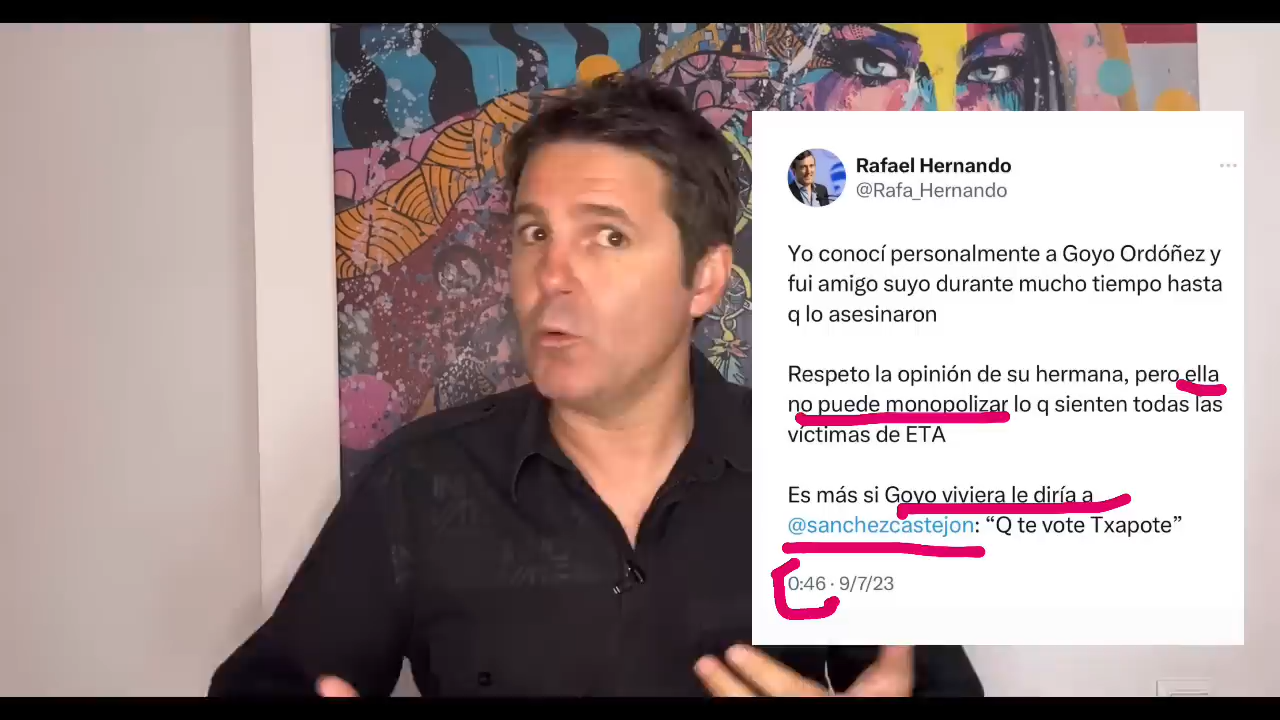 Rafael Hernando
@Rafa_Hernando
Yo conocí personalmente a Goyo Ordóñez y
fui amigo suyo durante mucho tiempo hasta
q lo asesinaron
Respeto la opinión de su hermana, pero ella
no puede monopolizar lo q sienten todas las
víctimas de ETA
Es más si Goyo viviera le diría a
@sanchezcastejon: “Q te vote Txapote”
0:46 · 9/7/23